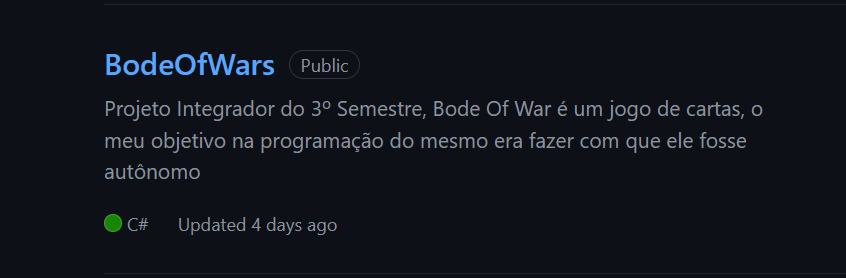 BodeOfWars Public
Projeto Integrador do 3º Semestre, Bode Of War é um jogo de cartas, o
meu objetivo na programação do mesmo era fazer com que ele fosse
autônomo
C# Updated 4 days ago